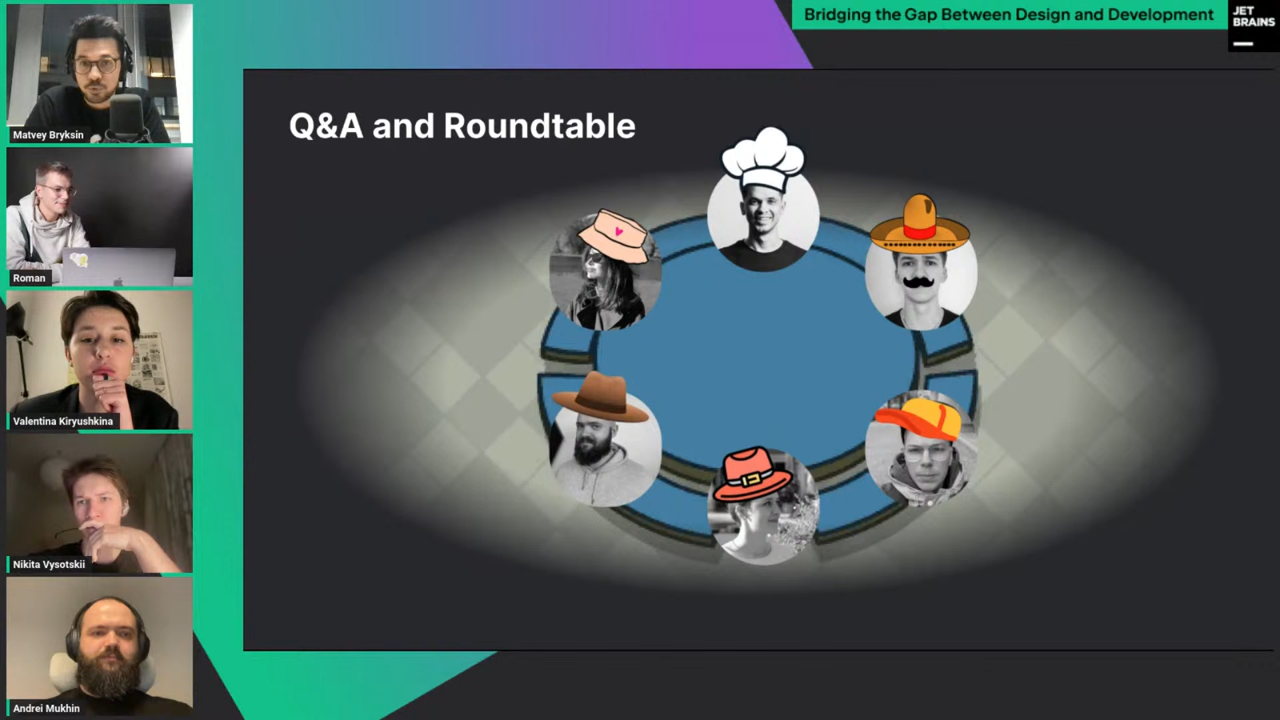 Bridging the Gap Between Design and Development
JET
BRAINS
Q&A and Roundtable
Matvey Bryksin
Roman
Valentina Kiryushkina
Nikita Vysotskii
Andrei Mukhin